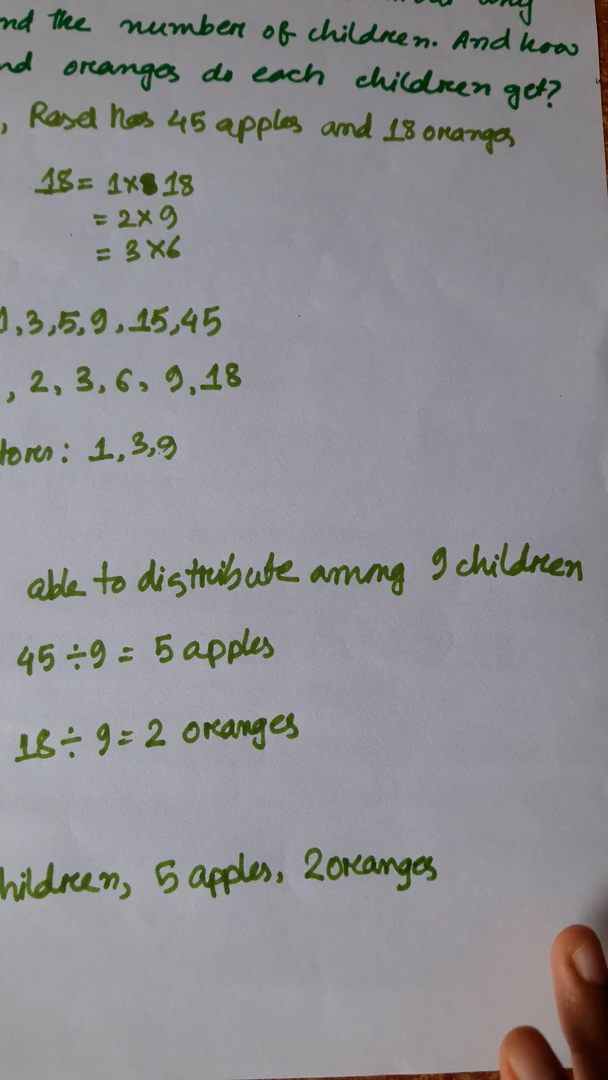 nd the number of children. And how
nd oranges do each children get?
, Rasel has 45 apples and 18 oranges
18 = 1 × 18
= 2 × 9
= 3 × 6
1, 3, 5, 9, 15, 45
, 2, 3, 6, 9, 18
tors: 1, 3, 9
able to distribute among 9 children
45 ÷ 9 = 5 apples
18 ÷ 9 = 2 oranges
hildren, 5 apples, 2 oranges